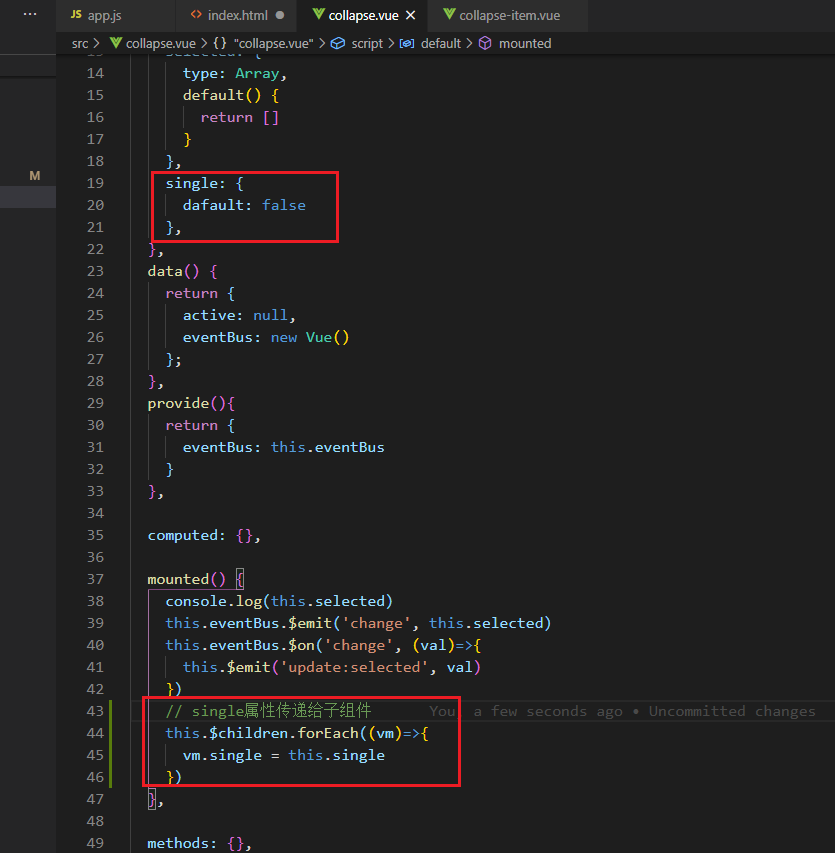 ··· JS app.js <> index.html ● collapse.vue × collapse-item.vue
src > collapse.vue > {} "collapse.vue" > script > default > mounted
14 type: Array,
15 default() {
16 return []
17 }
18 },
M
19 single: {
20 dafault: false
21 },
22 },
23 data() {
24 return {
25 active: null,
26 eventBus: new Vue()
27 };
28 },
29 provide(){
30 return {
31 eventBus: this.eventBus
32 }
33 },
34
35 computed: {},
36
37 mounted() {
38 console.log(this.selected)
39 this.eventBus.$emit('change', this.selected)
40 this.eventBus.$on('change', (val)=>{
41 this.$emit('update:selected', val)
42 })
43 // single属性传递给子组件 You, a few seconds ago • Uncommitted changes
44 this.$children.forEach((vm)=>{
45 vm.single = this.single
46 })
47 },
48
49 methods: {},